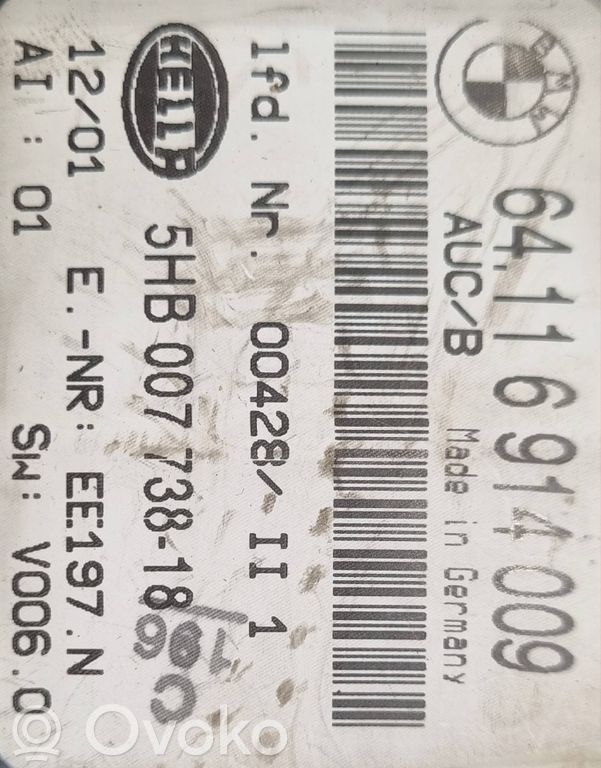 BMW
64.11 6 914 009
AUC/B Made in Germany
lfd. Nr. 00428/ II 1
HELLA 5HB 007 738-18
C
12/01 E.-NR: EE197.N
AI : 01 SW: V006.0
Ovoko